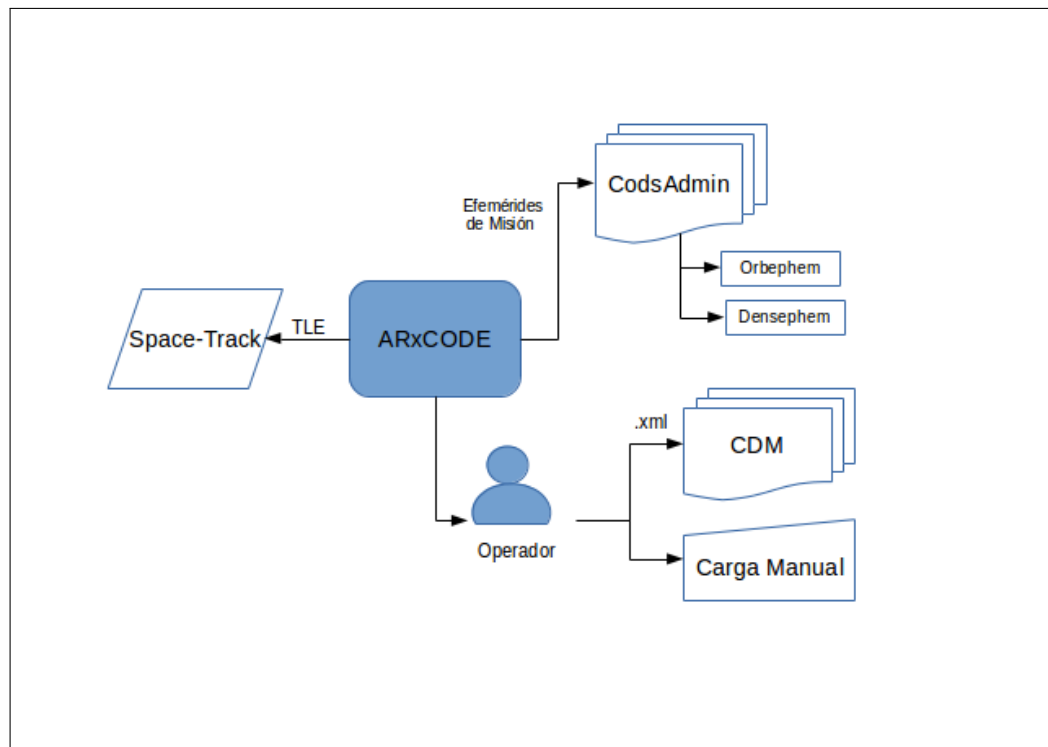 CodsAdmin
Efemérides
de Misión
Orbephem
Densephem
Space-Track
TLE
ARxCODE
.xml
CDM
Operador
Carga Manual